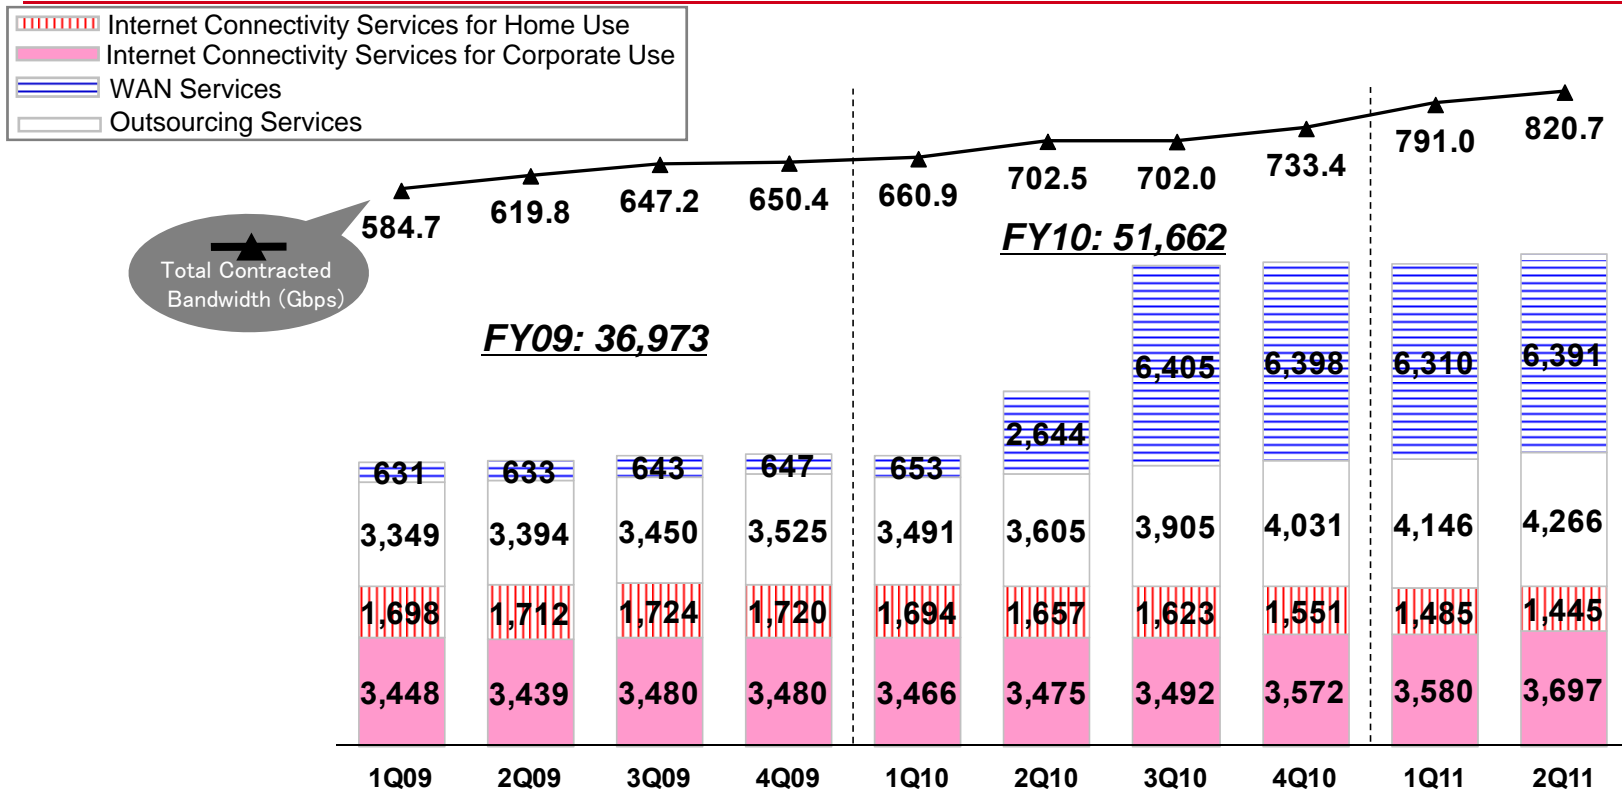 Internet Connectivity Services for Home Use
Internet Connectivity Services for Corporate Use
WAN Services
Outsourcing Services
584.7 619.8 647.2 650.4 660.9 702.5 702.0 733.4 791.0 820.7
Total Contracted
Bandwidth (Gbps)
FY09: 36,973
FY10: 51,662
631 633 643 647 653 2,644 6,405 6,398 6,310 6,391
3,349 3,394 3,450 3,525 3,491 3,605 3,905 4,031 4,146 4,266
1,698 1,712 1,724 1,720 1,694 1,657 1,623 1,551 1,485 1,445
3,448 3,439 3,480 3,480 3,466 3,475 3,492 3,572 3,580 3,697
1Q09 2Q09 3Q09 4Q09 1Q10 2Q10 3Q10 4Q10 1Q11 2Q11